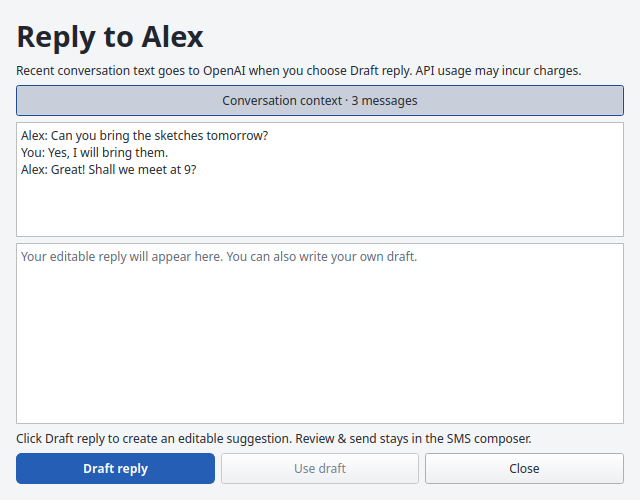 Reply to Alex
Recent conversation text goes to OpenAI when you choose Draft reply. API usage may incur charges.
Conversation context · 3 messages
Alex: Can you bring the sketches tomorrow?
You: Yes, I will bring them.
Alex: Great! Shall we meet at 9?
Your editable reply will appear here. You can also write your own draft.
Click Draft reply to create an editable suggestion. Review & send stays in the SMS composer.
Draft reply
Use draft
Close